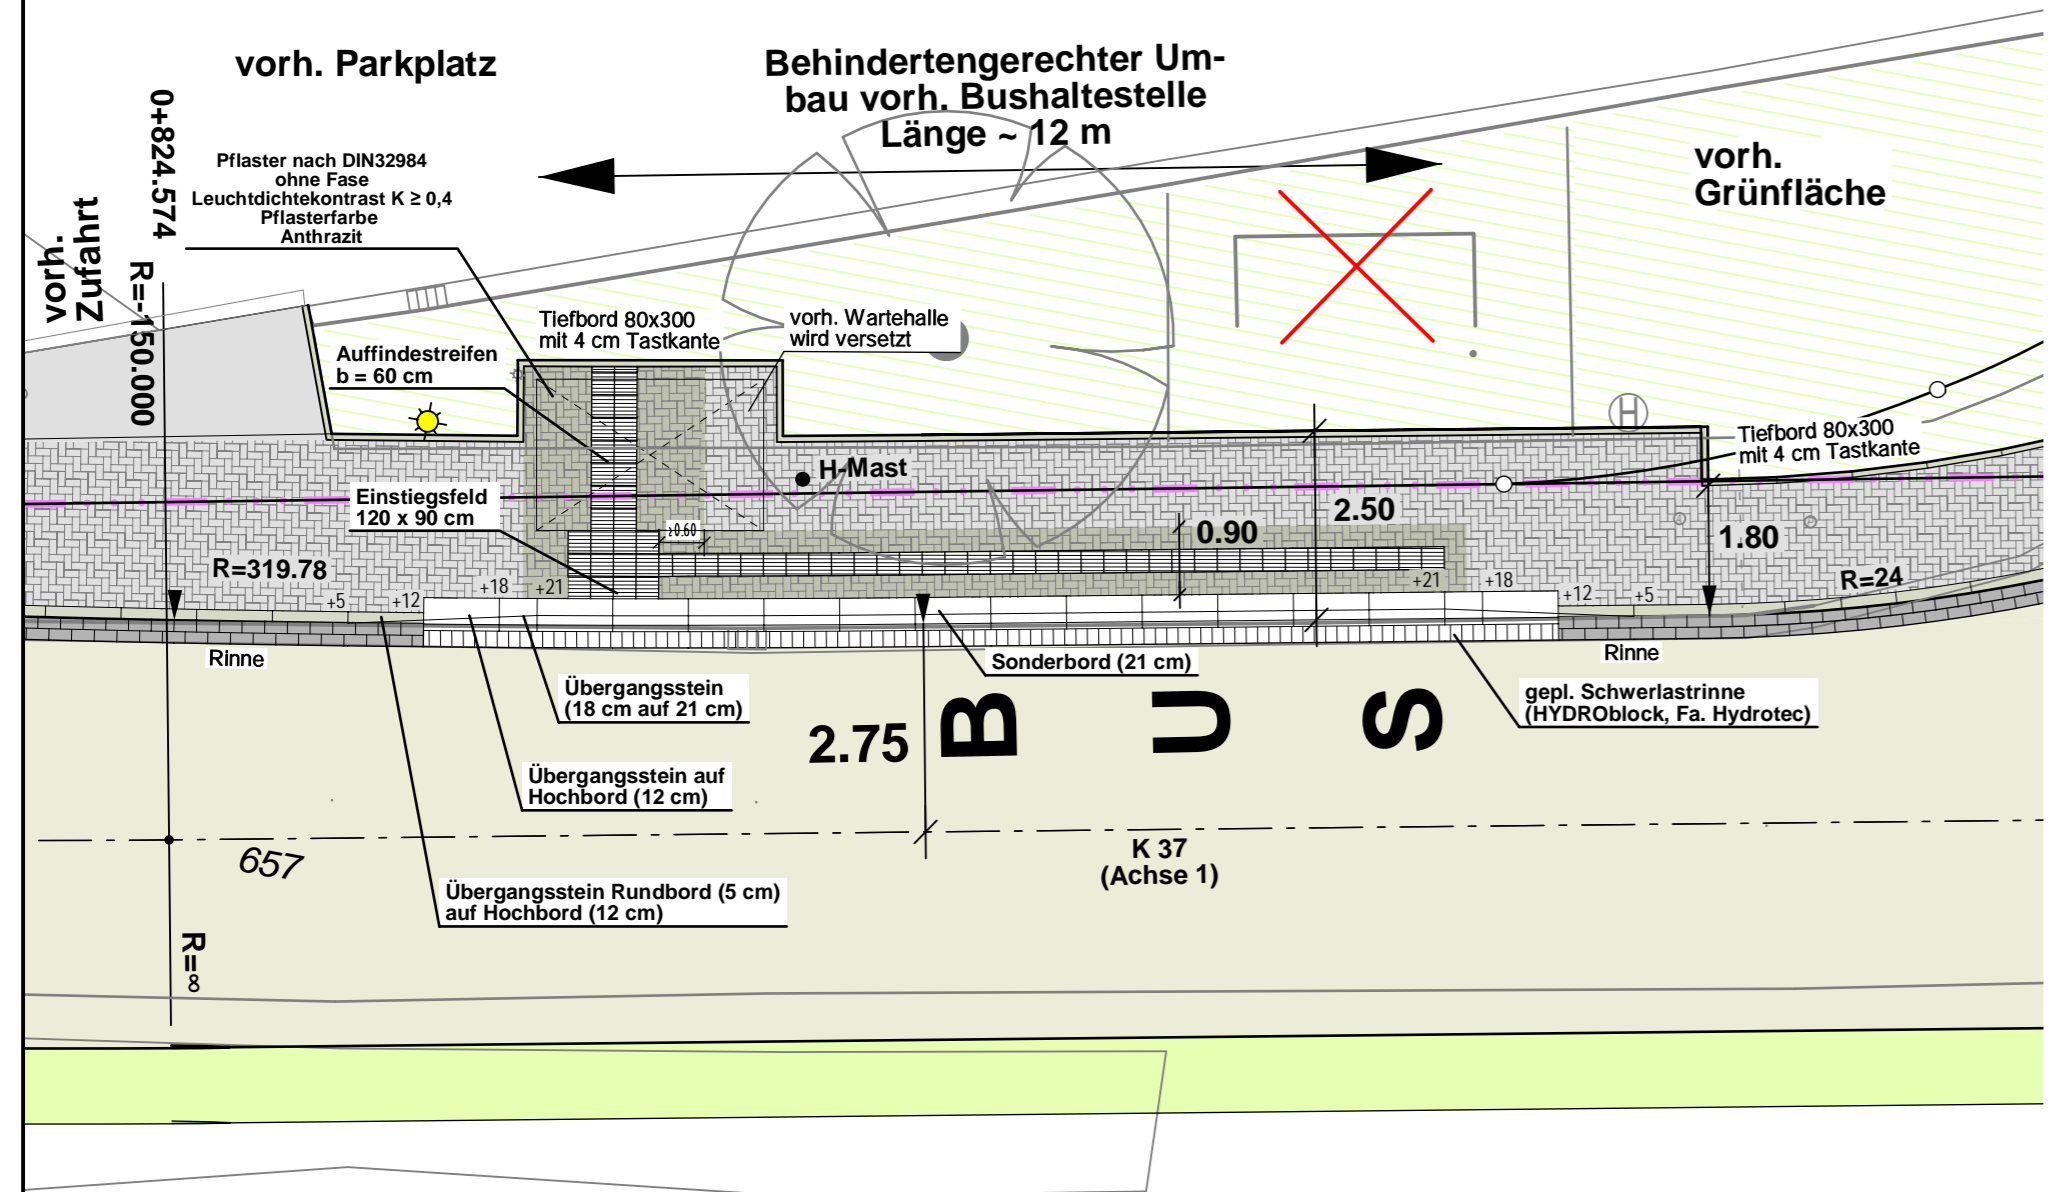 vorh. Parkplatz
Behindertengerechter Um-
bau vorh. Bushaltestelle
Länge ~ 12 m
vorh.
Grünfläche
0+824.574
Pflaster nach DIN32984
ohne Fase
Leuchtdichtekontrast K ≥ 0,4
Pflasterfarbe
Anthrazit
vorh.
Zufahrt
R=-150.000
Tiefbord 80x300
mit 4 cm Tastkante
vorh. Wartehalle
wird versetzt
Auffindestreifen
b = 60 cm
H
Tiefbord 80x300
mit 4 cm Tastkante
H-Mast
Einstiegsfeld
120 x 90 cm
≥0.60
0.90
2.50
1.80
R=319.78
R=24
+5
+12
+18
+21
+21
+18
+12
+5
Rinne
Rinne
Sonderbord (21 cm)
Übergangsstein
(18 cm auf 21 cm)
gepl. Schwerlastrinne
(HYDROblock, Fa. Hydrotec)
2.75
BUS
Übergangsstein auf
Hochbord (12 cm)
657
K 37
(Achse 1)
Übergangsstein Rundbord (5 cm)
auf Hochbord (12 cm)
R=∞